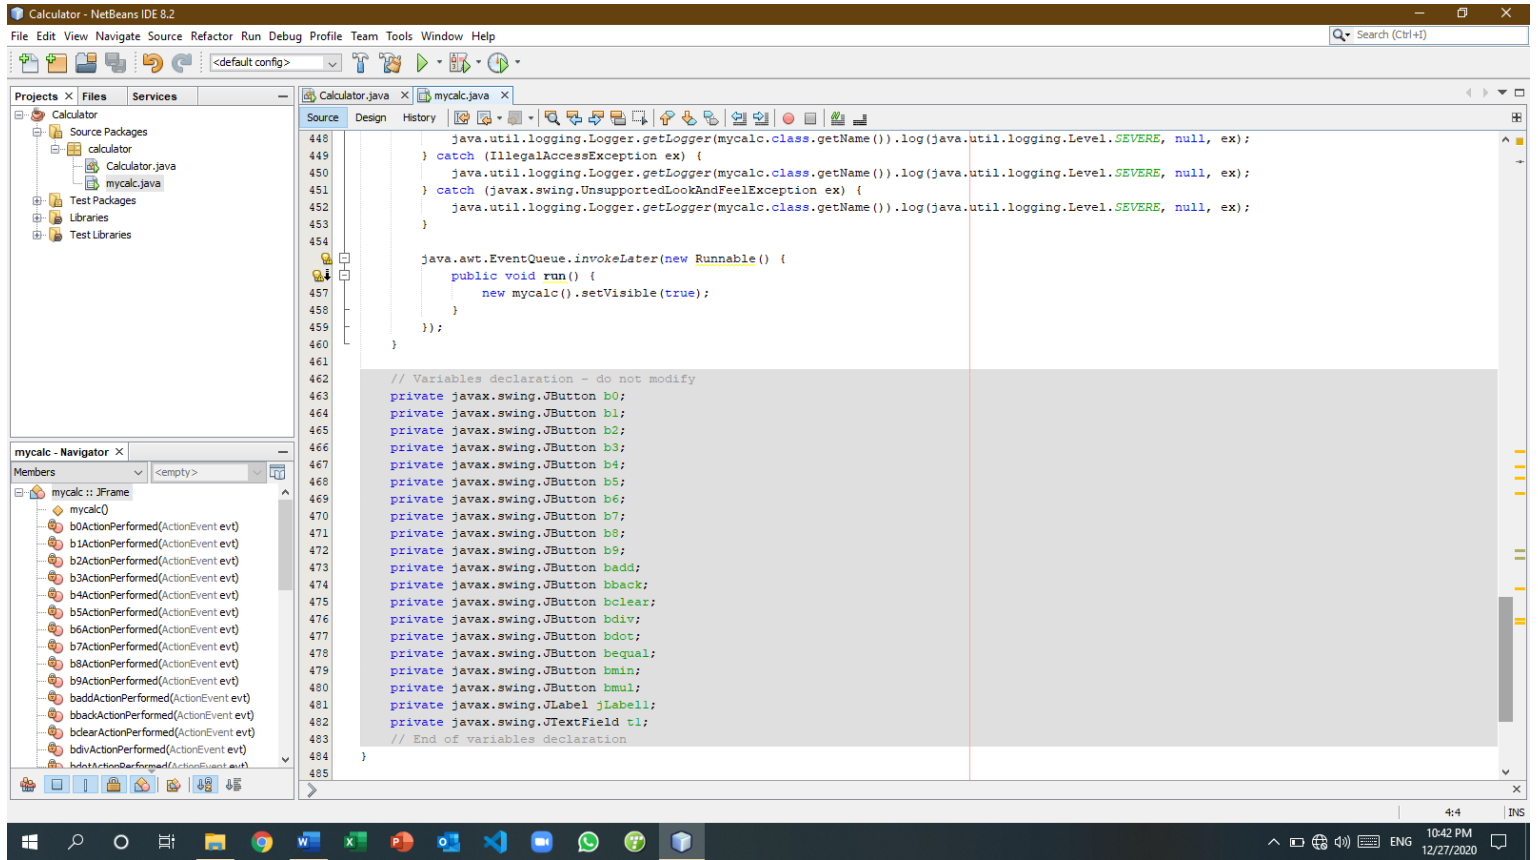 Calculator - NetBeans IDE 8.2
File Edit View Navigate Source Refactor Run Debug Profile Team Tools Window Help
Search (Ctrl+I)
<default config>
Projects Files Services
Calculator
Source Packages
calculator
Calculator.java
mycalc.java
Test Packages
Libraries
Test Libraries
mycalc - Navigator
Members <empty>
mycalc :: JFrame
mycalc()
b0ActionPerformed(ActionEvent evt)
b1ActionPerformed(ActionEvent evt)
b2ActionPerformed(ActionEvent evt)
b3ActionPerformed(ActionEvent evt)
b4ActionPerformed(ActionEvent evt)
b5ActionPerformed(ActionEvent evt)
b6ActionPerformed(ActionEvent evt)
b7ActionPerformed(ActionEvent evt)
b8ActionPerformed(ActionEvent evt)
b9ActionPerformed(ActionEvent evt)
baddActionPerformed(ActionEvent evt)
bbackActionPerformed(ActionEvent evt)
bclearActionPerformed(ActionEvent evt)
bdivActionPerformed(ActionEvent evt)
bdotActionPerformed(ActionEvent evt)
Calculator.java mycalc.java
Source Design History
448 java.util.logging.Logger.getLogger(mycalc.class.getName()).log(java.util.logging.Level.SEVERE, null, ex);
449 } catch (IllegalAccessException ex) {
450 java.util.logging.Logger.getLogger(mycalc.class.getName()).log(java.util.logging.Level.SEVERE, null, ex);
451 } catch (javax.swing.UnsupportedLookAndFeelException ex) {
452 java.util.logging.Logger.getLogger(mycalc.class.getName()).log(java.util.logging.Level.SEVERE, null, ex);
453 }
454
java.awt.EventQueue.invokeLater(new Runnable() {
public void run() {
457 new mycalc().setVisible(true);
458 }
459 });
460 }
461
462 // Variables declaration - do not modify
463 private javax.swing.JButton b0;
464 private javax.swing.JButton b1;
465 private javax.swing.JButton b2;
466 private javax.swing.JButton b3;
467 private javax.swing.JButton b4;
468 private javax.swing.JButton b5;
469 private javax.swing.JButton b6;
470 private javax.swing.JButton b7;
471 private javax.swing.JButton b8;
472 private javax.swing.JButton b9;
473 private javax.swing.JButton badd;
474 private javax.swing.JButton bback;
475 private javax.swing.JButton bclear;
476 private javax.swing.JButton bdiv;
477 private javax.swing.JButton bdot;
478 private javax.swing.JButton bequal;
479 private javax.swing.JButton bmin;
480 private javax.swing.JButton bmul;
481 private javax.swing.JLabel jLabel1;
482 private javax.swing.JTextField t1;
483 // End of variables declaration
484 }
485
4:4 INS
ENG
10:42 PM
12/27/2020